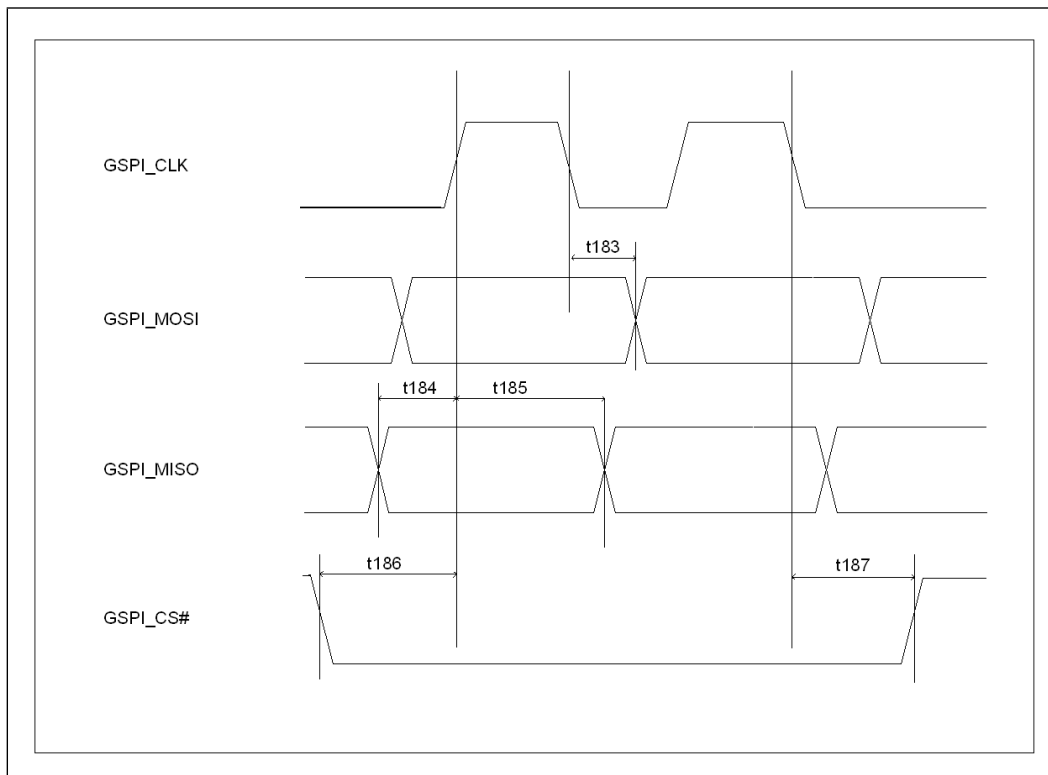 GSPI_CLK
t183
GSPI_MOSI
t184
t185
GSPI_MISO
t186
t187
GSPI_CS#